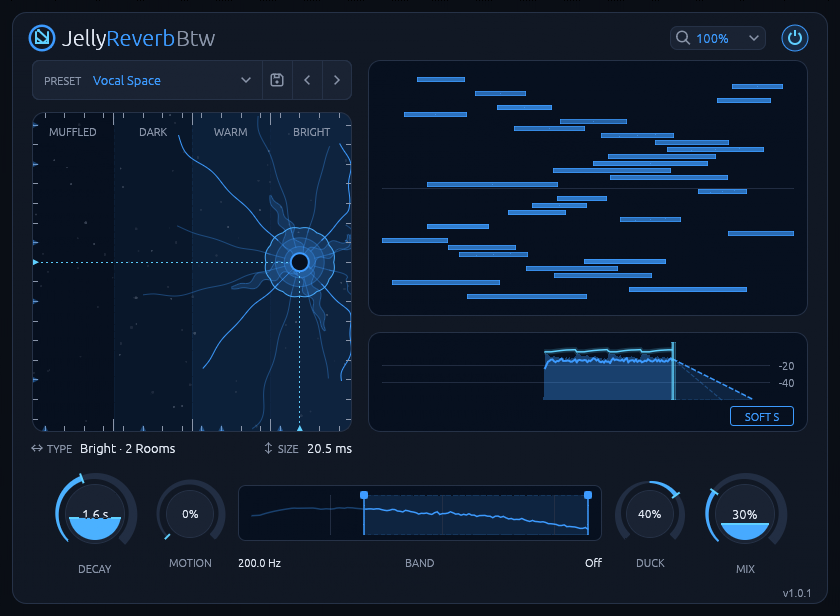 JellyReverbBtw
100%
PRESET Vocal Space
MUFFLED DARK WARM BRIGHT
-20
-40
SOFT S
TYPE Bright · 2 Rooms SIZE 20.5 ms
1.6 s 0% 40% 30%
200.0 Hz BAND Off
DECAY MOTION DUCK MIX
v1.0.1